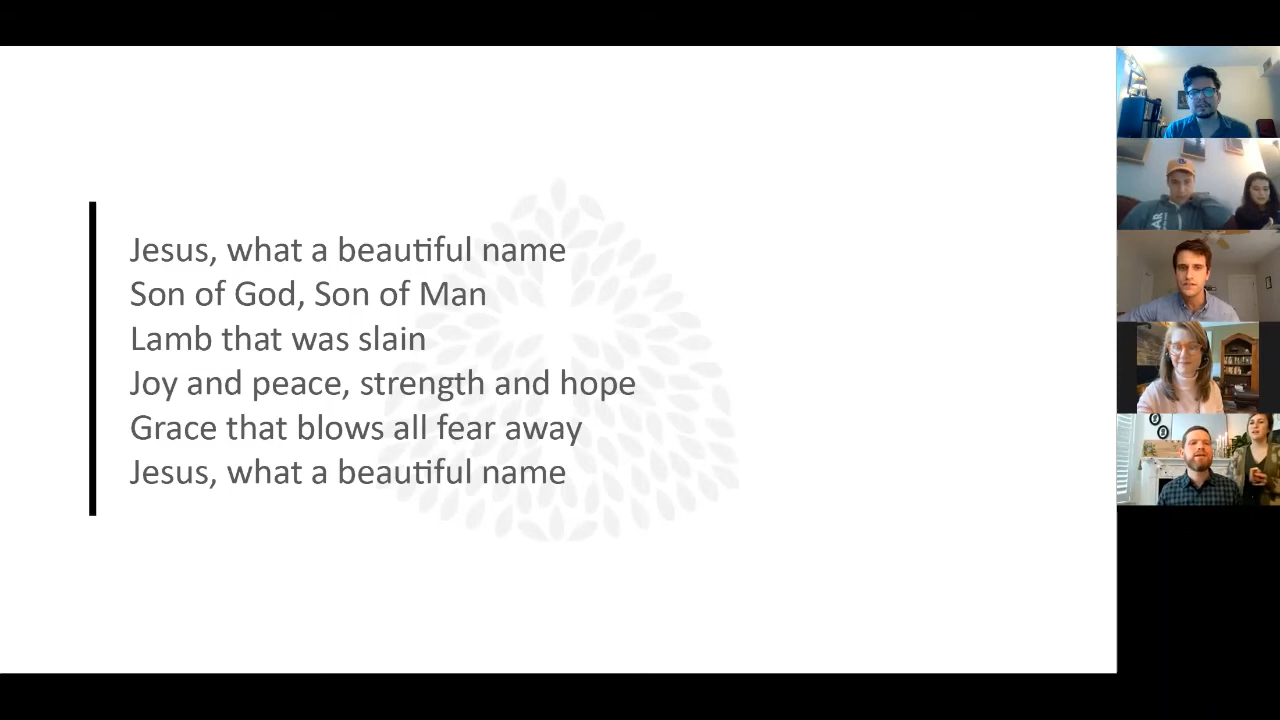 Jesus, what a beautiful name
Son of God, Son of Man
Lamb that was slain
Joy and peace, strength and hope
Grace that blows all fear away
Jesus, what a beautiful name